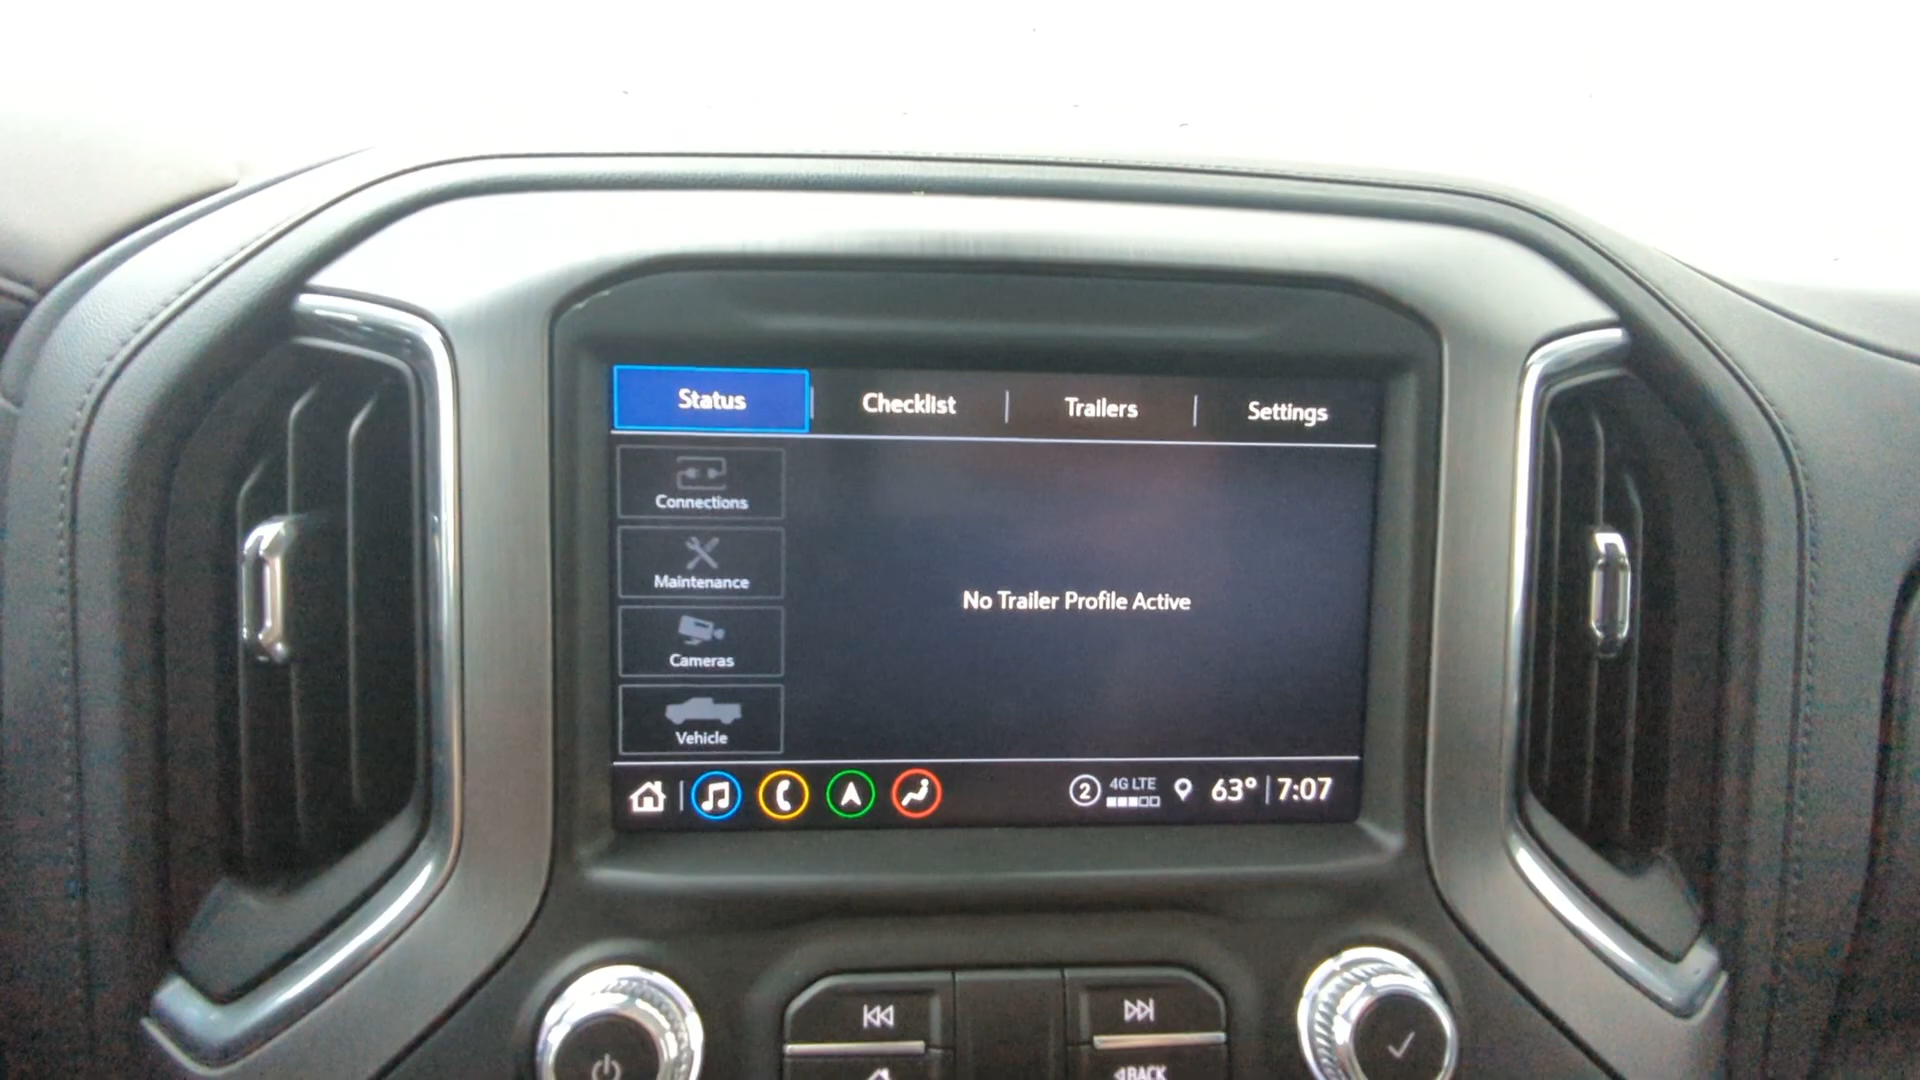 Status
Checklist
Trailers
Settings
Connections
Maintenance
Cameras
Vehicle
No Trailer Profile Active
2
4G LTE
63°
7:07
BACK